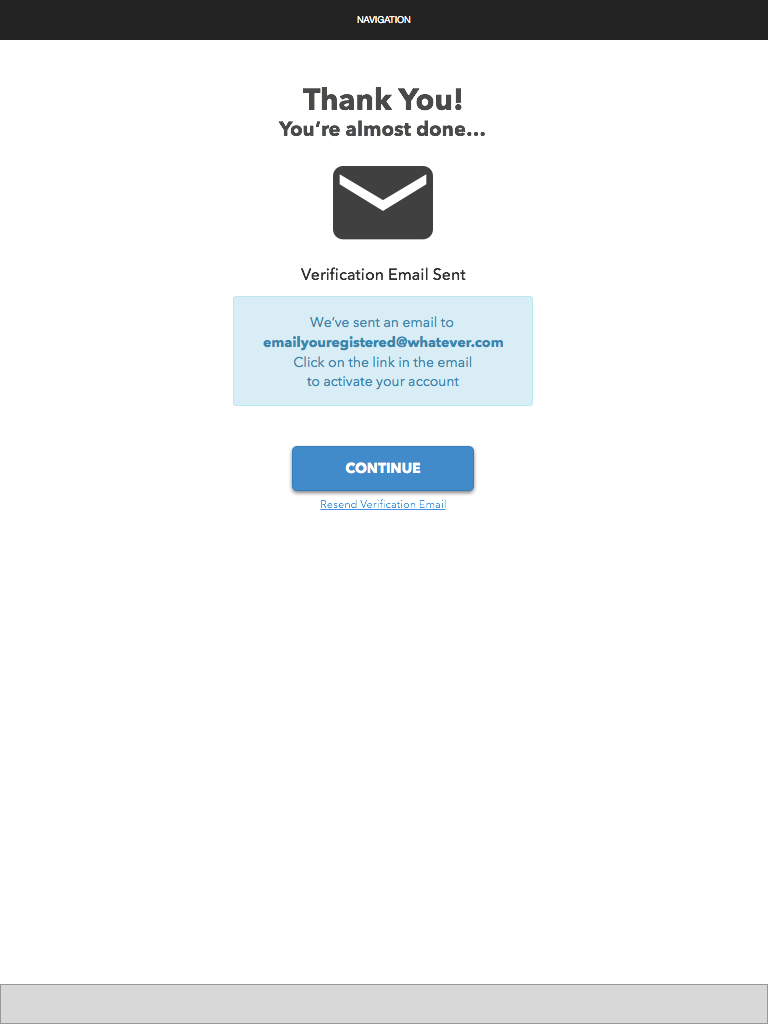 NAVIGATION
Thank You!
You’re almost done...
Verification Email Sent
We’ve sent an email to
emailyouregistered@whatever.com
Click on the link in the email
to activate your account
CONTINUE
Resend Verification Email